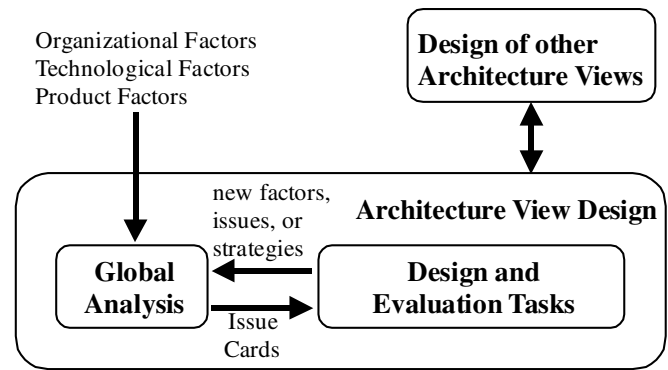 Organizational Factors
Technological Factors
Product Factors
Design of other
Architecture Views
new factors,
issues, or
strategies
Architecture View Design
Global
Analysis
Design and
Evaluation Tasks
Issue
Cards